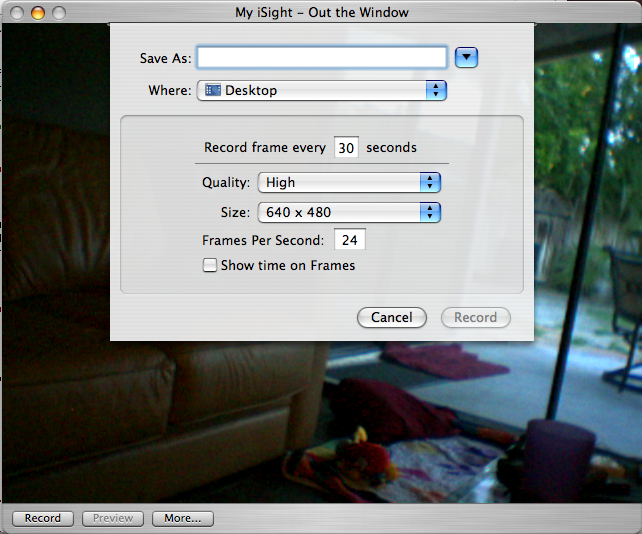 My iSight – Out the Window
Save As:
Where: Desktop
Record frame every 30 seconds
Quality: High
Size: 640 x 480
Frames Per Second: 24
Show time on Frames
Cancel Record
Record Preview More...